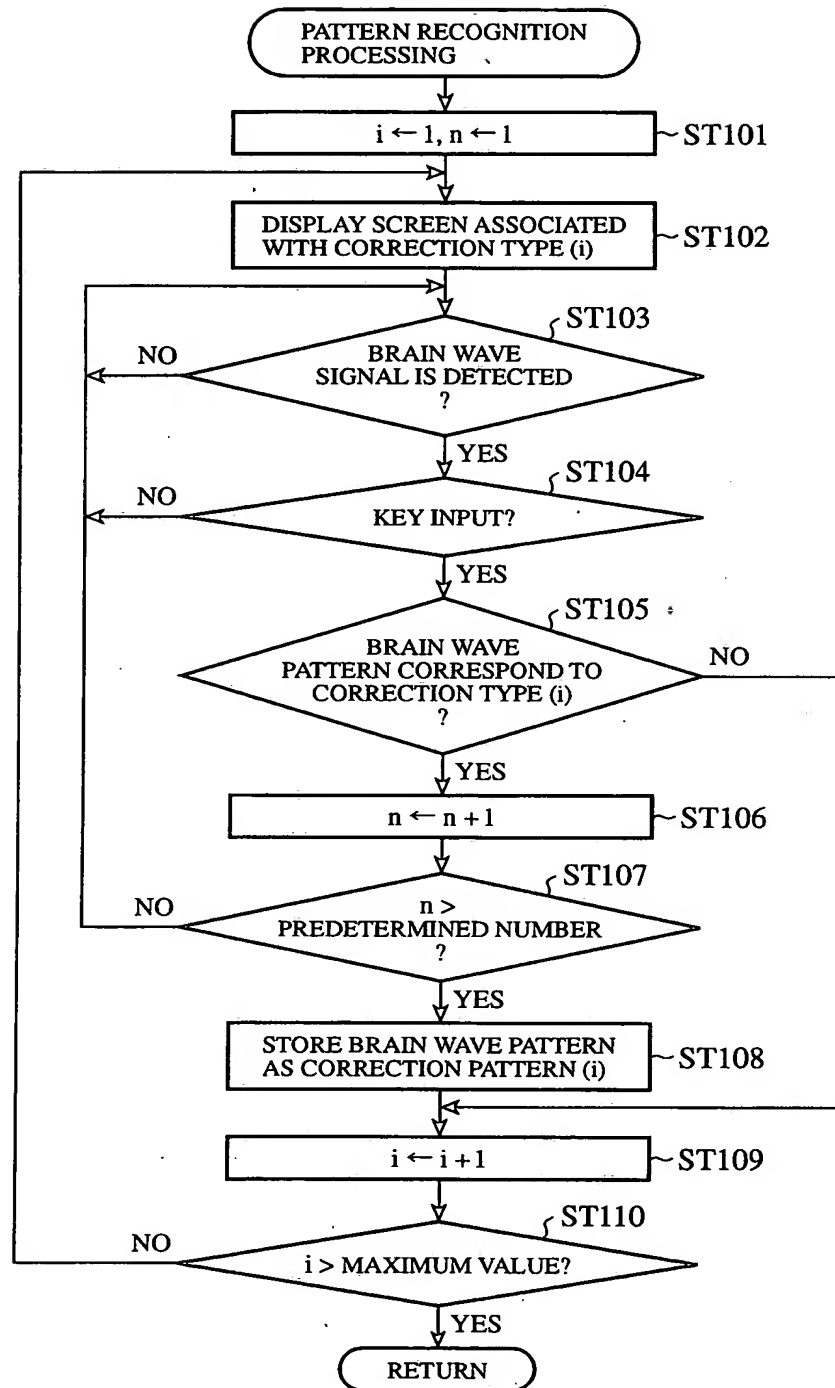 PATTERN RECOGNITION
PROCESSING
i ← 1, n ← 1
ST101
DISPLAY SCREEN ASSOCIATED
WITH CORRECTION TYPE (i)
ST102
ST103
NO
BRAIN WAVE
SIGNAL IS DETECTED
?
YES
ST104
NO
KEY INPUT?
YES
ST105
BRAIN WAVE
PATTERN CORRESPOND TO
CORRECTION TYPE (i)
?
NO
YES
n ← n + 1
ST106
ST107
NO
n >
PREDETERMINED NUMBER
?
YES
STORE BRAIN WAVE PATTERN
AS CORRECTION PATTERN (i)
ST108
i ← i + 1
ST109
ST110
NO
i > MAXIMUM VALUE?
YES
RETURN